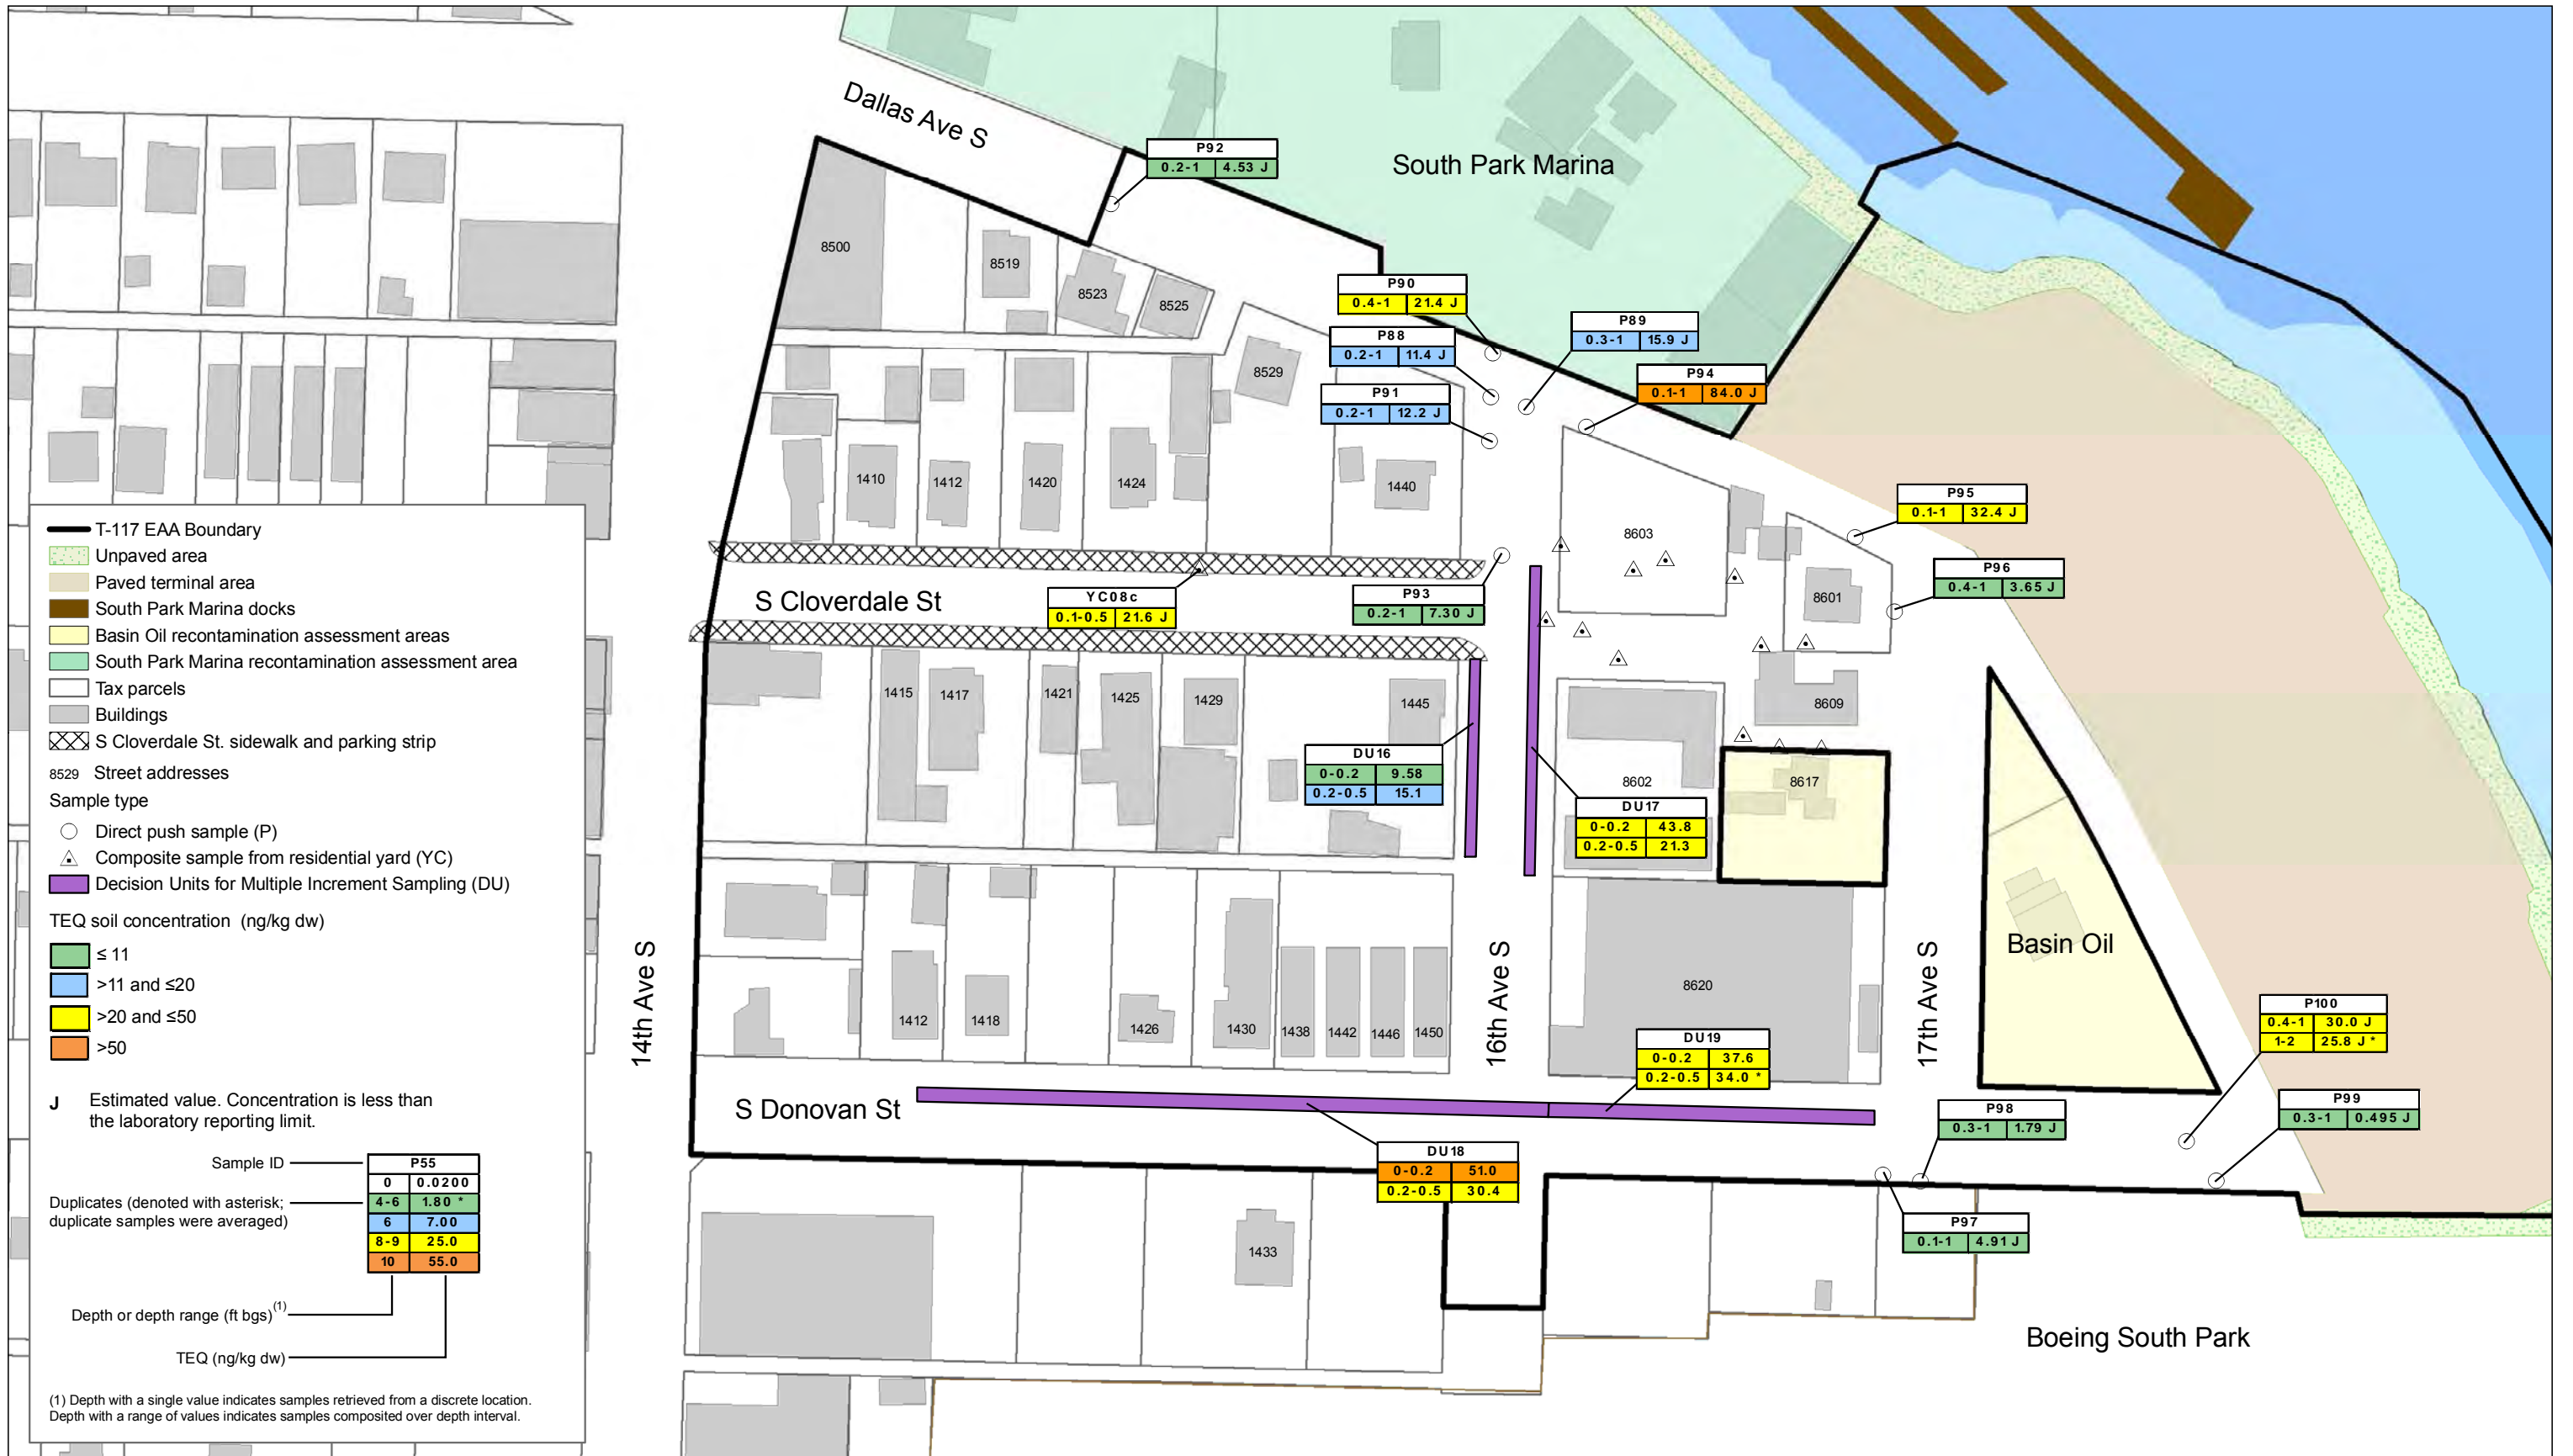 Dallas Ave S
South Park Marina
P92
0.2-1 4.53 J
8500
8519
8523
8525
8529
P90
0.4-1 21.4 J
P88
0.2-1 11.4 J
P91
0.2-1 12.2 J
P89
0.3-1 15.9 J
P94
0.1-1 84.0 J
1410
1412
1420
1424
1440
8603
P95
0.1-1 32.4 J
P96
0.4-1 3.65 J
8601
S Cloverdale St
YC08c
0.1-0.5 21.6 J
P93
0.2-1 7.30 J
1415
1417
1421
1425
1429
1445
8609
DU16
0-0.2 9.58
0.2-0.5 15.1
8602
8617
DU17
0-0.2 43.8
0.2-0.5 21.3
14th Ave S
16th Ave S
17th Ave S
Basin Oil
8620
1412
1418
1426
1430
1438
1442
1446
1450
DU19
0-0.2 37.6
0.2-0.5 34.0 *
S Donovan St
DU18
0-0.2 51.0
0.2-0.5 30.4
P100
0.4-1 30.0 J
1-2 25.8 J *
P98
0.3-1 1.79 J
P99
0.3-1 0.495 J
P97
0.1-1 4.91 J
1433
Boeing South Park
T-117 EAA Boundary
Unpaved area
Paved terminal area
South Park Marina docks
Basin Oil recontamination assessment areas
South Park Marina recontamination assessment area
Tax parcels
Buildings
S Cloverdale St. sidewalk and parking strip
8529 Street addresses
Sample type
Direct push sample (P)
Composite sample from residential yard (YC)
Decision Units for Multiple Increment Sampling (DU)
TEQ soil concentration (ng/kg dw)
≤ 11
>11 and ≤20
>20 and ≤50
>50
J Estimated value. Concentration is less than
the laboratory reporting limit.
Sample ID
P55
0 0.0200
4-6 1.80 *
6 7.00
8-9 25.0
10 55.0
Duplicates (denoted with asterisk;
duplicate samples were averaged)
Depth or depth range (ft bgs)(1)
TEQ (ng/kg dw)
(1) Depth with a single value indicates samples retrieved from a discrete location.
Depth with a range of values indicates samples composited over depth interval.